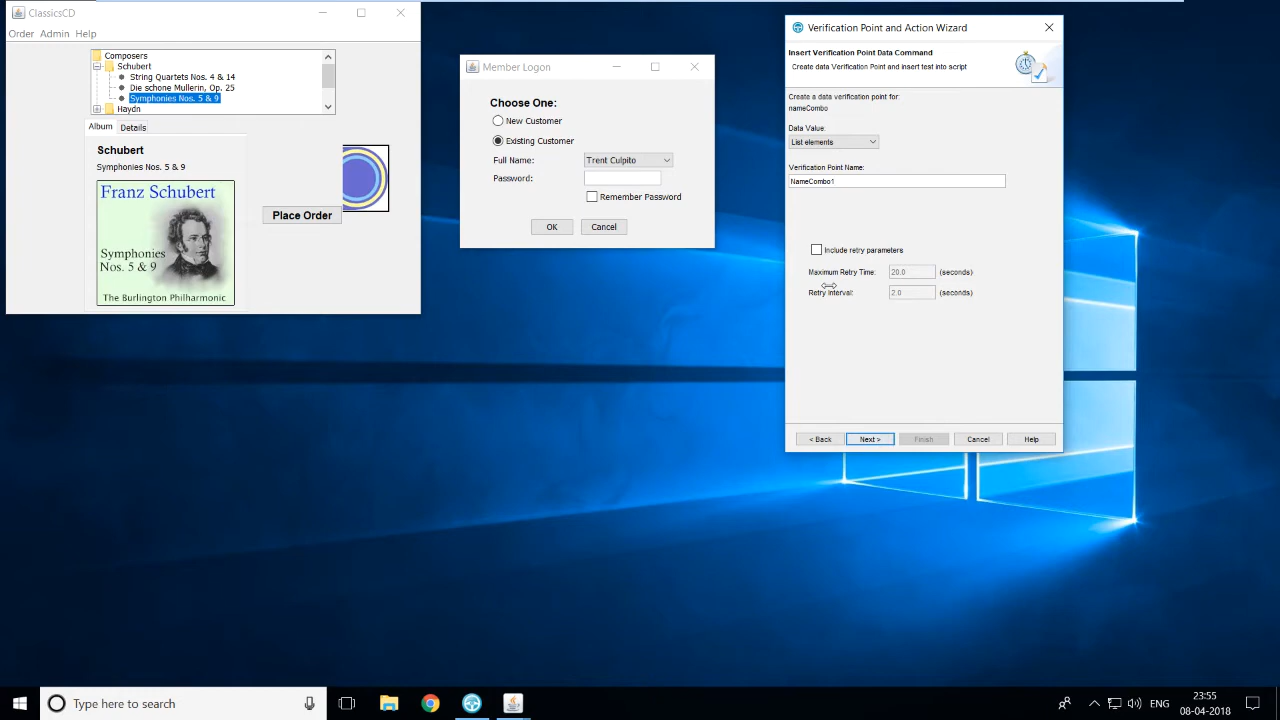 ClassicsCD
Order Admin Help
Composers
Schubert
String Quartets Nos. 4 & 14
Die schone Mullerin, Op. 25
Symphonies Nos. 5 & 9
Haydn
Album Details
Schubert
Symphonies Nos. 5 & 9
Franz Schubert
Symphonies
Nos. 5 & 9
The Burlington Philharmonic
Place Order
Member Logon
Choose One:
New Customer
Existing Customer
Full Name: Trent Culpito
Password:
Remember Password
OK Cancel
Verification Point and Action Wizard
Insert Verification Point Data Command
Create data Verification Point and insert test into script
Create a data verification point for:
nameCombo
Data Value:
List elements
Verification Point Name:
NameCombo1
Include retry parameters
Maximum Retry Time: 20.0 (seconds)
Retry Interval: 2.0 (seconds)
< Back Next > Finish Cancel Help
Type here to search
ENG
23:55
08-04-2018